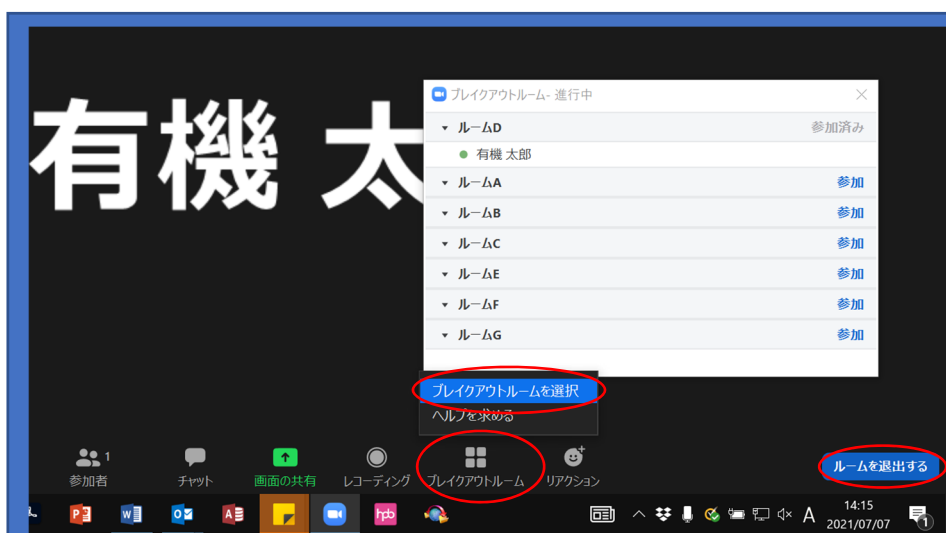 有機 太
ブレイクアウトルーム- 進行中
ルームD 参加済み
有機 太郎
ルームA 参加
ルームB 参加
ルームC 参加
ルームE 参加
ルームF 参加
ルームG 参加
ブレイクアウトルームを選択
ヘルプを求める
1
参加者 チャット 画面の共有 レコーディング ブレイクアウトルーム リアクション ルームを退出する
hpb A 14:15
2021/07/07 1